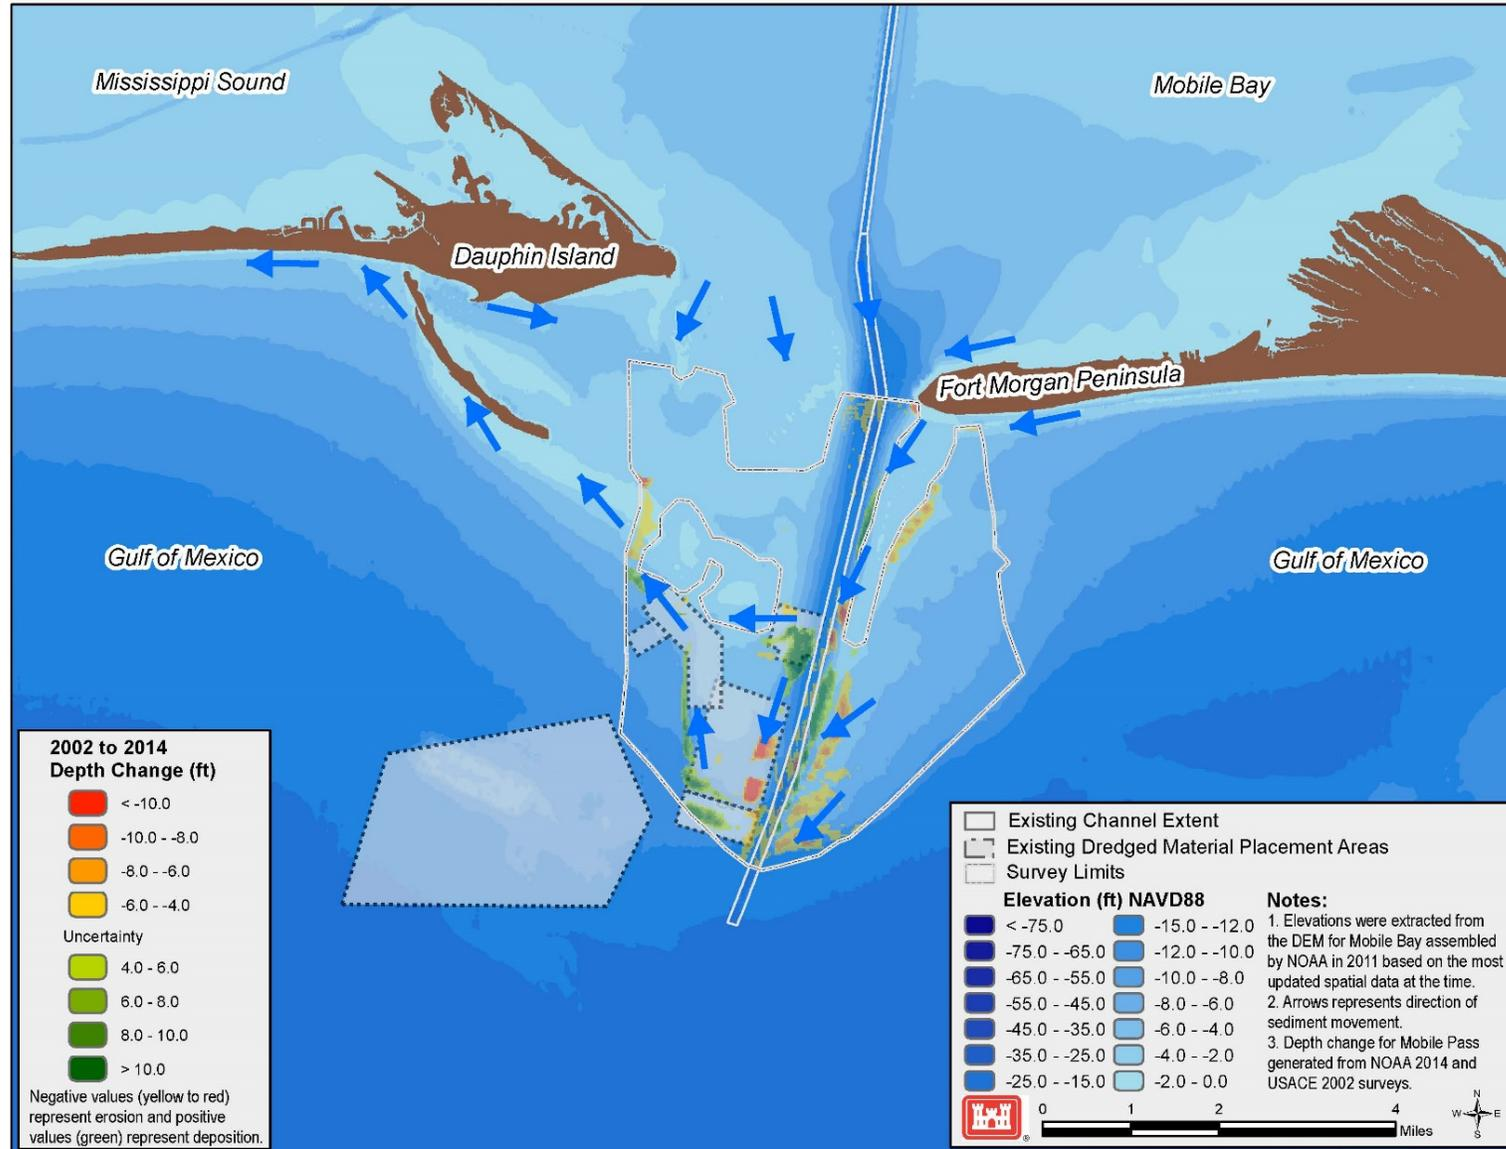 Mississippi Sound
Mobile Bay
Dauphin Island
Fort Morgan Peninsula
Gulf of Mexico
Gulf of Mexico
2002 to 2014
Depth Change (ft)
< -10.0
-10.0 - -8.0
-8.0 - -6.0
-6.0 - -4.0
Uncertainty
4.0 - 6.0
6.0 - 8.0
8.0 - 10.0
> 10.0
Negative values (yellow to red)
represent erosion and positive
values (green) represent deposition.
Existing Channel Extent
Existing Dredged Material Placement Areas
Survey Limits
Elevation (ft) NAVD88
< -75.0
-75.0 - -65.0
-65.0 - -55.0
-55.0 - -45.0
-45.0 - -35.0
-35.0 - -25.0
-25.0 - -15.0
-15.0 - -12.0
-12.0 - -10.0
-10.0 - -8.0
-8.0 - -6.0
-6.0 - -4.0
-4.0 - -2.0
-2.0 - 0.0
Notes:
1. Elevations were extracted from
the DEM for Mobile Bay assembled
by NOAA in 2011 based on the most
updated spatial data at the time.
2. Arrows represents direction of
sediment movement.
3. Depth change for Mobile Pass
generated from NOAA 2014 and
USACE 2002 surveys.
®
0 1 2 4
Miles
N
W E
S